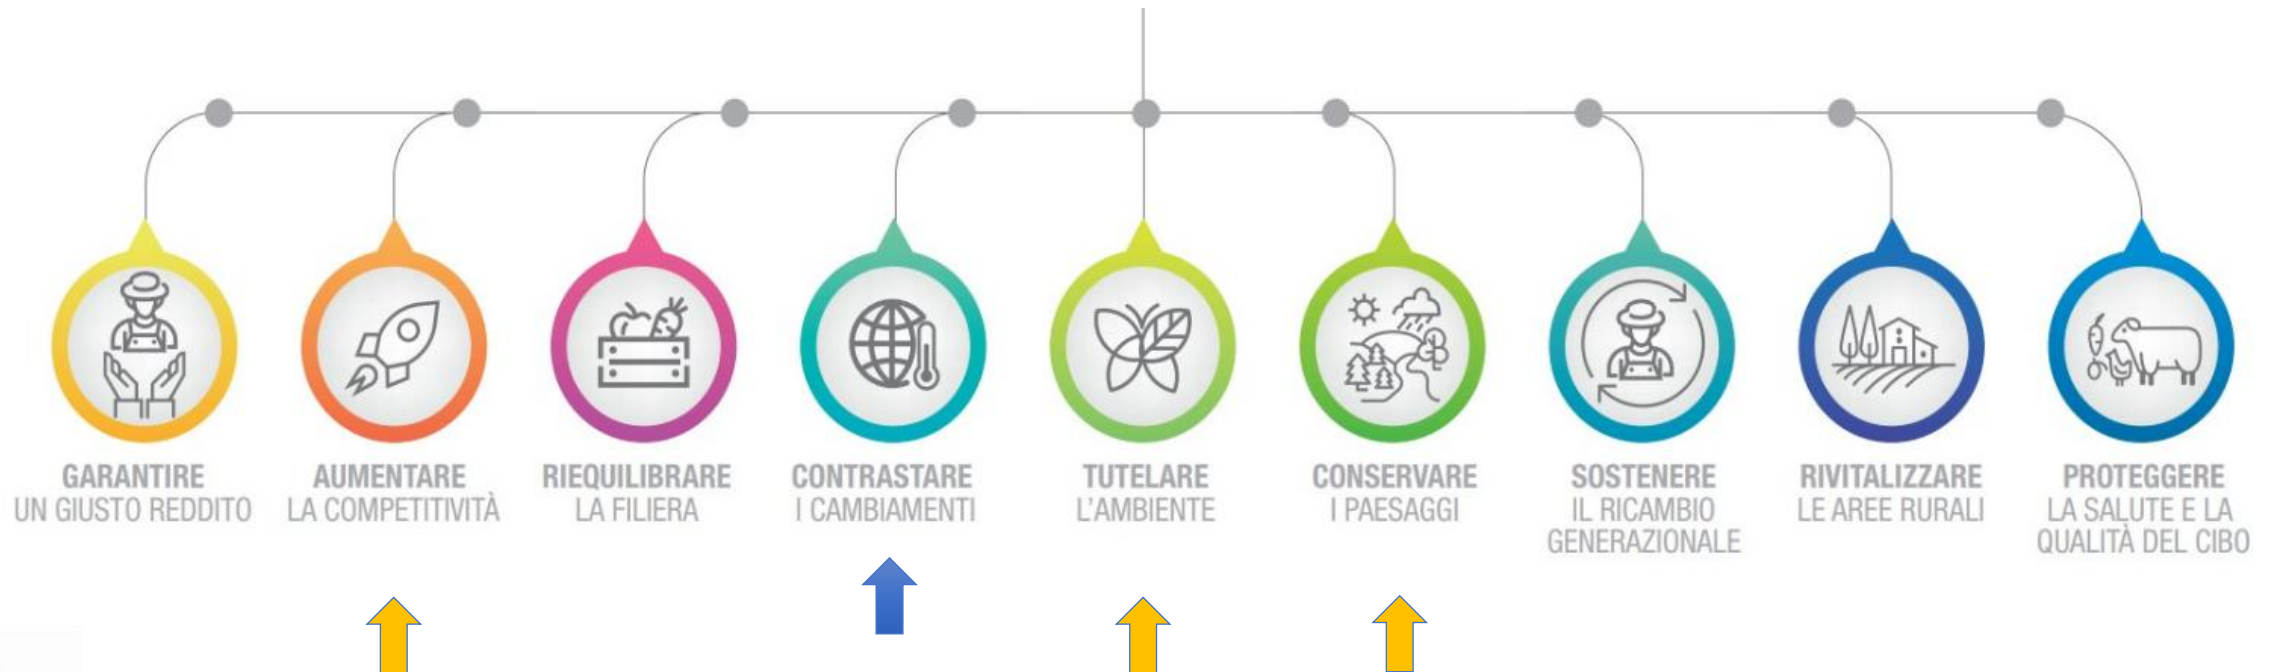 GARANTIRE
UN GIUSTO REDDITO
AUMENTARE
LA COMPETITIVITÀ
RIEQUILIBRARE
LA FILIERA
CONTRASTARE
I CAMBIAMENTI
TUTELARE
L'AMBIENTE
CONSERVARE
I PAESAGGI
SOSTENERE
IL RICAMBIO
GENERAZIONALE
RIVITALIZZARE
LE AREE RURALI
PROTEGGERE
LA SALUTE E LA
QUALITÀ DEL CIBO